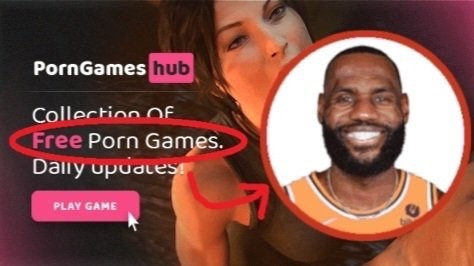 PornGames hub
Collection Of
Free Porn Games.
Daily updates!
PLAY GAME